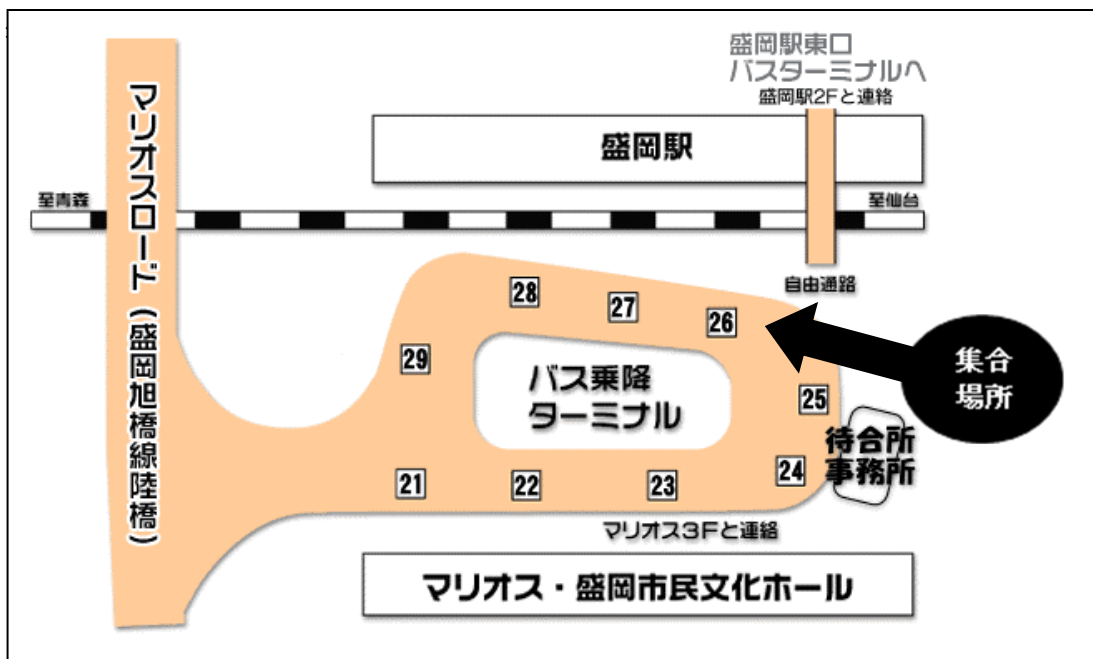 盛岡駅東口
バスターミナルへ
盛岡駅2Fと連絡
盛岡駅
至青森
至仙台
マリオスロード(盛岡旭橋線陸橋)
自由通路
28
27
26
29
バス乗降
ターミナル
25
集合
場所
待合所
事務所
24
21
22
23
マリオス3Fと連絡
マリオス・盛岡市民文化ホール